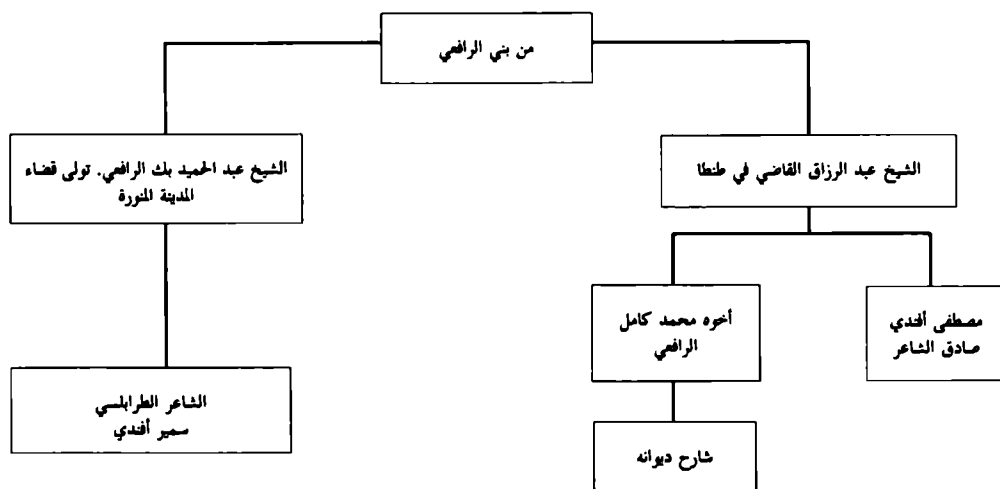 من بني الرافعي
الشيخ عبد الرزاق القاضي في طنطا
الشيخ عبد الحميد بك الرافعي. تولى قضاء
المدينة المنورة
مصطفى أفندي
صادق الشاعر
أخوه محمد كامل
الرافعي
شارح ديوانه
الشاعر الطرابلسي
سمير أفندي